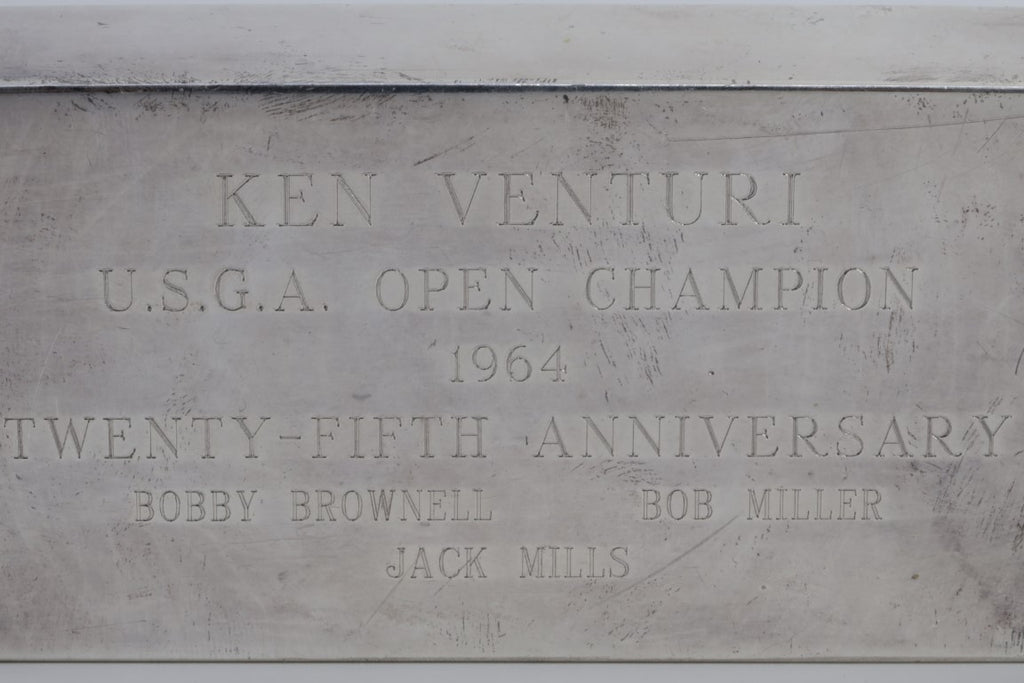 KEN VENTURI
U.S.G.A. OPEN CHAMPION
1964
TWENTY-FIFTH ANNIVERSARY
BOBBY BROWNELL BOB MILLER
JACK MILLS